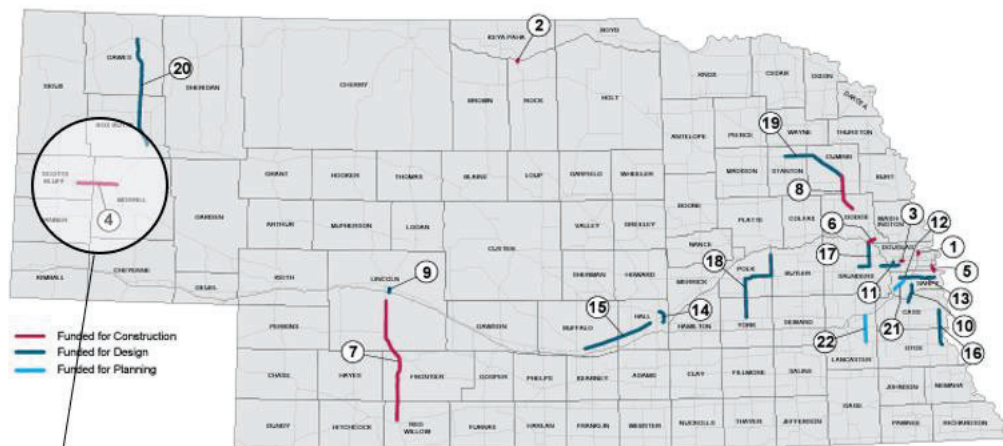 2
KEYA PAHA
BOYD
DAWES
20
SIOUX
SHERIDAN
CHERRY
BROWN
ROCK
HOLT
KNOX
CEDAR
DIXON
DAKOTA
BOX BUTTE
19
ANTELOPE
PIERCE
WAYNE
THURSTON
SCOTTS
BLUFF
MORRILL
4
GRANT
HOOKER
THOMAS
BLAINE
LOUP
GARFIELD
WHEELER
MADISON
STANTON
CUMING
BURT
8
BANNER
GARDEN
ARTHUR
McPHERSON
LOGAN
CUSTER
VALLEY
GREELEY
BOONE
PLATTE
COLFAX
DODGE
WASH
INGTON
3
12
6
KIMBALL
CHEYENNE
DEUEL
KEITH
LINCOLN
9
SHERMAN
HOWARD
NANCE
MERRICK
18
POLK
BUTLER
17
SAUNDERS
DOUGLAS
1
5
SARPY
11
13
Funded for Construction
Funded for Design
Funded for Planning
PERKINS
DAWSON
BUFFALO
15
HALL
14
HAMILTON
YORK
SEWARD
22
LANCASTER
21
CASS
10
OTOE
16
7
CHASE
HAYES
FRONTIER
GOSPER
PHELPS
KEARNEY
ADAMS
CLAY
FILLMORE
SALINE
GAGE
JOHNSON
NEMAHA
DUNDY
HITCHCOCK
RED
WILLOW
FURNAS
HARLAN
FRANKLIN
WEBSTER
NUCKOLLS
THAYER
JEFFERSON
PAWNEE
RICHARDSON